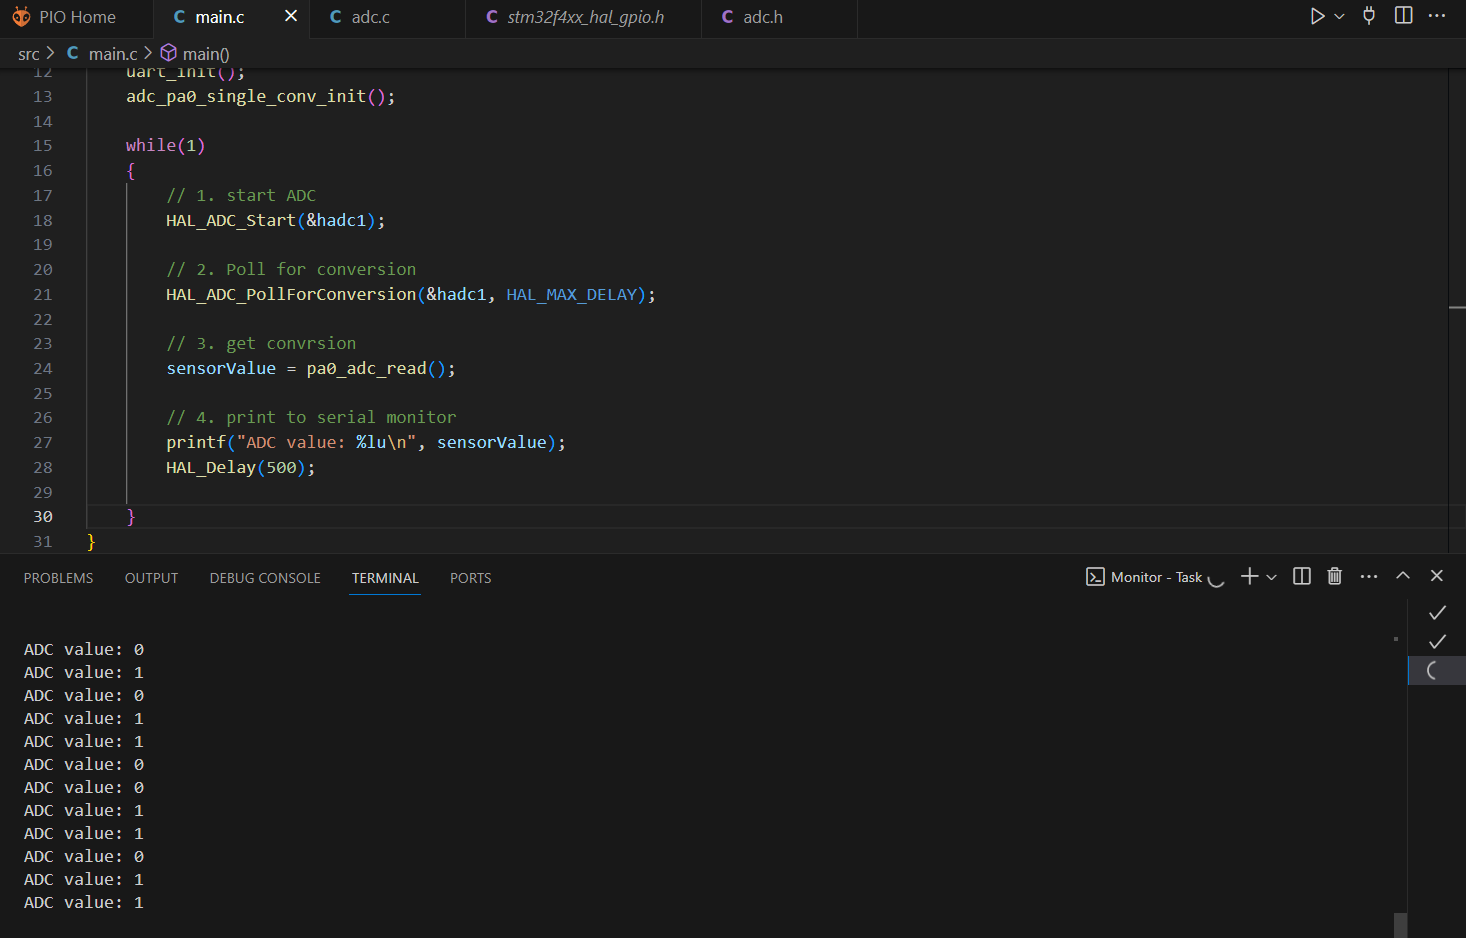 PIO Home
C main.c
C adc.c
C stm32f4xx_hal_gpio.h
C adc.h
src > C main.c > main()
12 uart_init();
13 adc_pa0_single_conv_init();
14
15 while(1)
16 {
17 // 1. start ADC
18 HAL_ADC_Start(&hadc1);
19
20 // 2. Poll for conversion
21 HAL_ADC_PollForConversion(&hadc1, HAL_MAX_DELAY);
22
23 // 3. get convrsion
24 sensorValue = pa0_adc_read();
25
26 // 4. print to serial monitor
27 printf("ADC value: %lu\n", sensorValue);
28 HAL_Delay(500);
29
30 }
31 }
PROBLEMS OUTPUT DEBUG CONSOLE TERMINAL PORTS
Monitor - Task
ADC value: 0
ADC value: 1
ADC value: 0
ADC value: 1
ADC value: 1
ADC value: 0
ADC value: 0
ADC value: 1
ADC value: 1
ADC value: 0
ADC value: 1
ADC value: 1